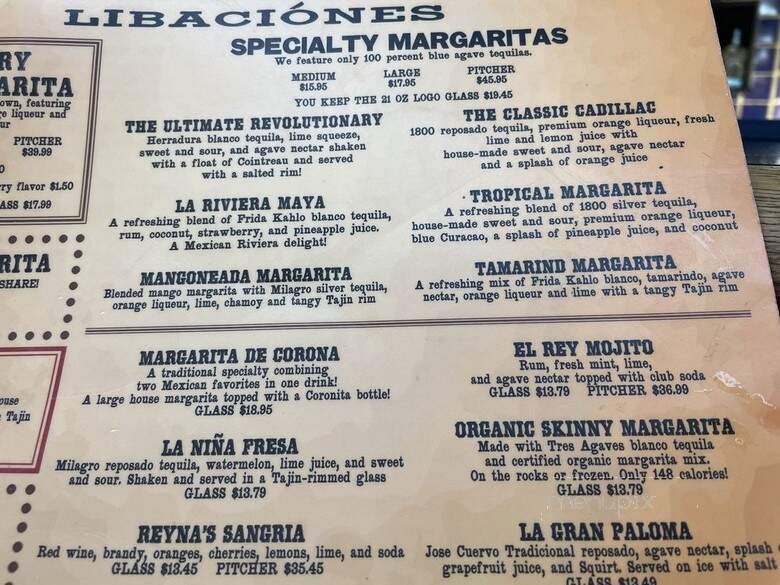 LIBACIÓNES
SPECIALTY MARGARITAS
We feature only 100 percent blue agave tequilas.
MEDIUM LARGE PITCHER
$15.95 $17.95 $45.95
YOU KEEP THE 21 OZ LOGO GLASS $19.45
THE ULTIMATE REVOLUTIONARY
Herradura blanco tequila, lime squeeze,
sweet and sour, and agave nectar shaken
with a float of Cointreau and served
with a salted rim!
THE CLASSIC CADILLAC
1800 reposado tequila, premium orange liqueur, fresh
lime and lemon juice with
house-made sweet and sour, agave nectar
and a splash of orange juice
LA RIVIERA MAYA
A refreshing blend of Frida Kahlo blanco tequila,
rum, coconut, strawberry, and pineapple juice.
A Mexican Riviera delight!
TROPICAL MARGARITA
A refreshing blend of 1800 silver tequila,
house-made sweet and sour, premium orange liqueur,
blue Curacao, a splash of pineapple juice, and coconut
MANGONEADA MARGARITA
Blended mango margarita with Milagro silver tequila,
orange liqueur, lime, chamoy and tangy Tajin rim
TAMARIND MARGARITA
A refreshing mix of Frida Kahlo blanco, tamarindo, agave
nectar, orange liqueur and lime with a tangy Tajin rim
MARGARITA DE CORONA
A traditional specialty combining
two Mexican favorites in one drink!
A large house margarita topped with a Coronita bottle!
GLASS $18.95
EL REY MOJITO
Rum, fresh mint, lime,
and agave nectar topped with club soda
GLASS $13.79 PITCHER $36.99
LA NIÑA FRESA
Milagro reposado tequila, watermelon, lime juice, and sweet
and sour. Shaken and served in a Tajin-rimmed glass
GLASS $13.79
ORGANIC SKINNY MARGARITA
Made with Tres Agaves blanco tequila
and certified organic margarita mix.
On the rocks or frozen. Only 148 calories!
GLASS $13.79
REYNA'S SANGRIA
Red wine, brandy, oranges, cherries, lemons, lime, and soda
GLASS $13.45 PITCHER $35.45
LA GRAN PALOMA
Jose Cuervo Tradicional reposado, agave nectar, splash
grapefruit juice, and Squirt. Served on ice with salt
GLASS $13.49
RY
ARITA
own, featuring
ge liqueur and
ur
PITCHER
$39.99
0
rry flavor $1.50
ASS $17.99
RITA
SHARE!
ouse
Tajin